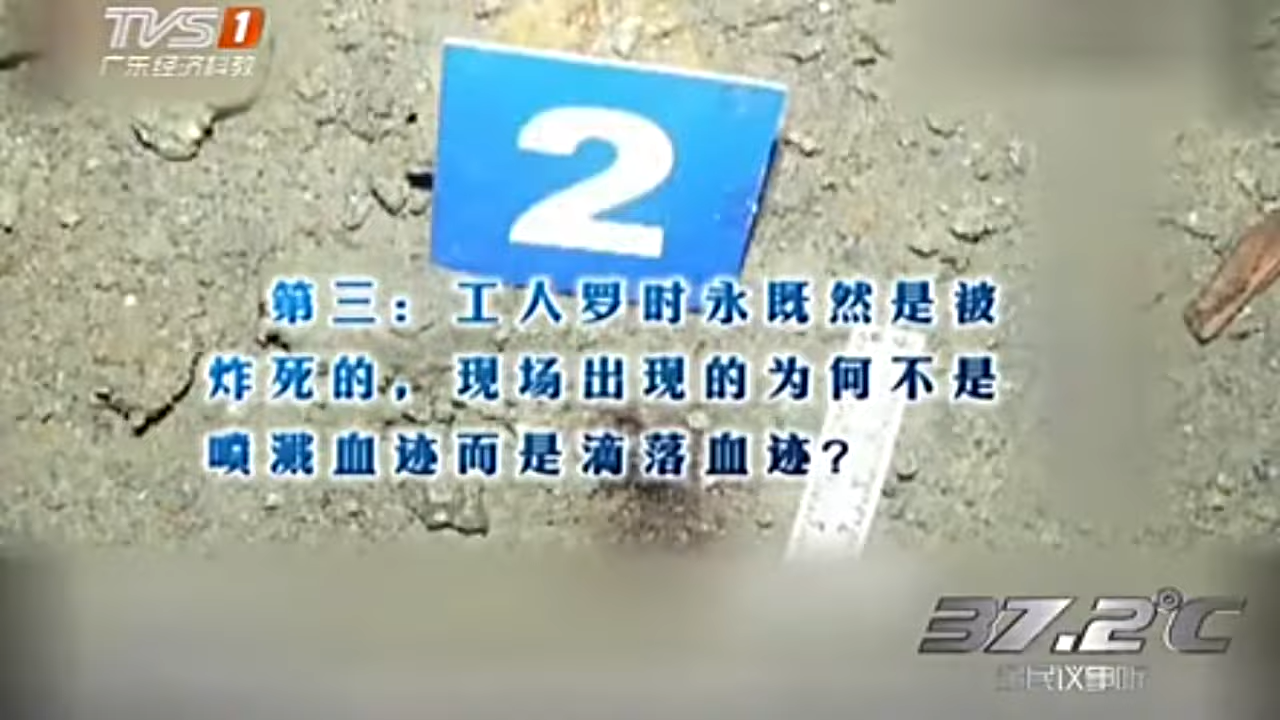 TVS1
广东经济科教
2
第三：工人罗时永既然是被
炸死的，现场出现的为何不是
喷溅血迹而是滴落血迹？
37.2℃